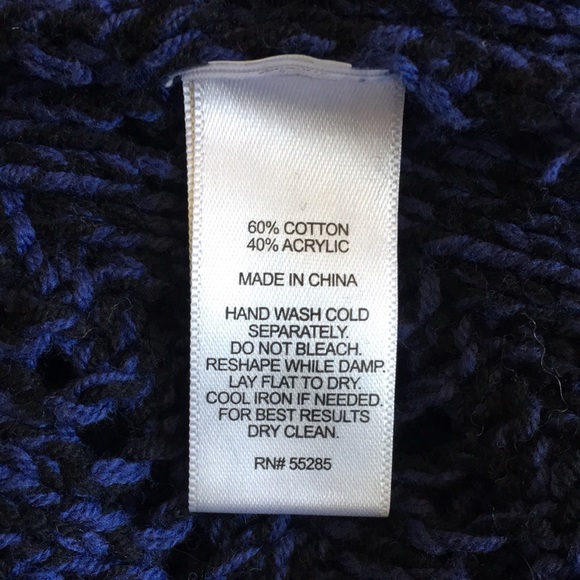 60% COTTON
40% ACRYLIC
MADE IN CHINA
HAND WASH COLD
SEPARATELY.
DO NOT BLEACH.
RESHAPE WHILE DAMP.
LAY FLAT TO DRY.
COOL IRON IF NEEDED.
FOR BEST RESULTS
DRY CLEAN.
RN# 55285